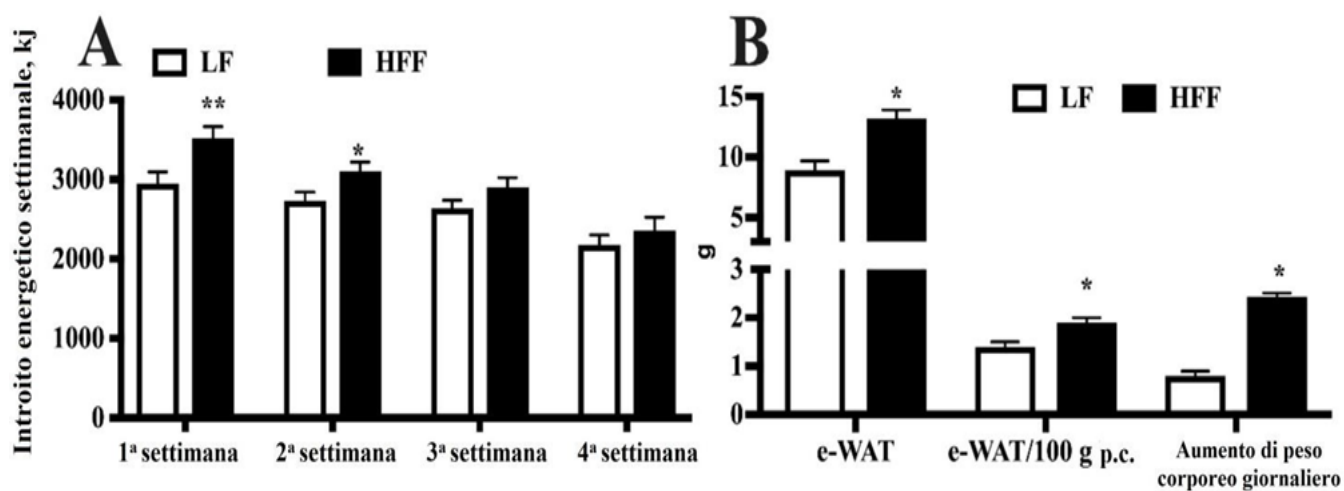 A
LF HFF
Introito energetico settimanale, kj
4000
3000
2000
1000
0
**
*
1ª settimana 2ª settimana 3ª settimana 4ª settimana
B
LF HFF
g
15
10
5
3
2
1
0
*
*
*
e-WAT e-WAT/100 g p.c. Aumento di peso
corporeo giornaliero